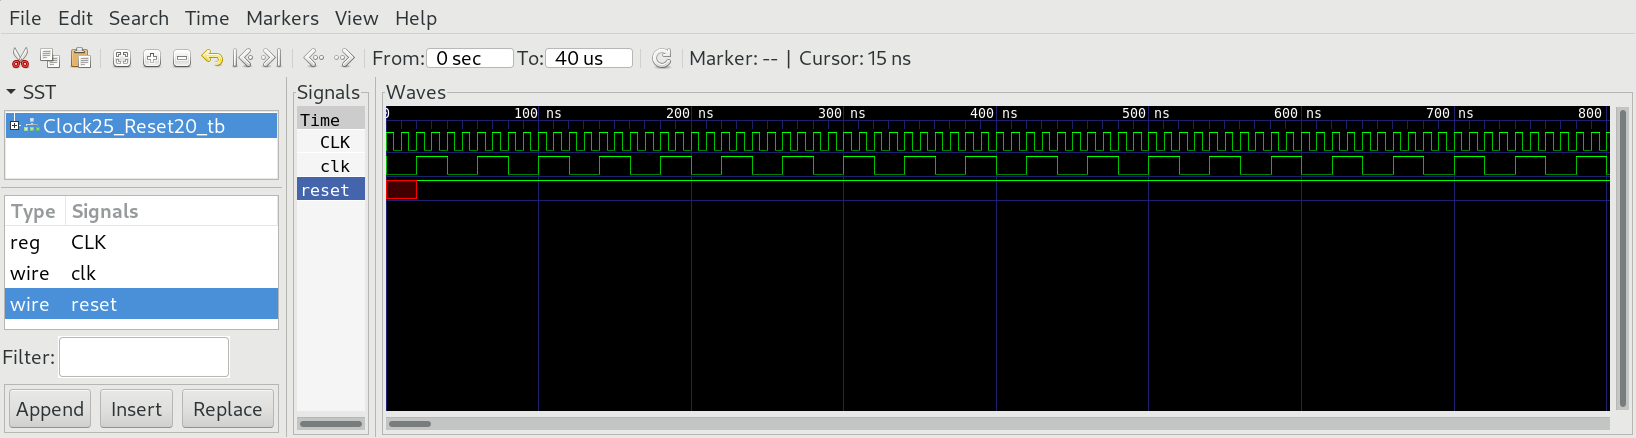 File Edit Search Time Markers View Help
From: 0 sec To: 40 us Marker: -- | Cursor: 15 ns
SST
Clock25_Reset20_tb
Type Signals
reg CLK
wire clk
wire reset
Filter:
Append Insert Replace
Signals
Time
CLK
clk
reset
Waves
0 100 ns 200 ns 300 ns 400 ns 500 ns 600 ns 700 ns 800